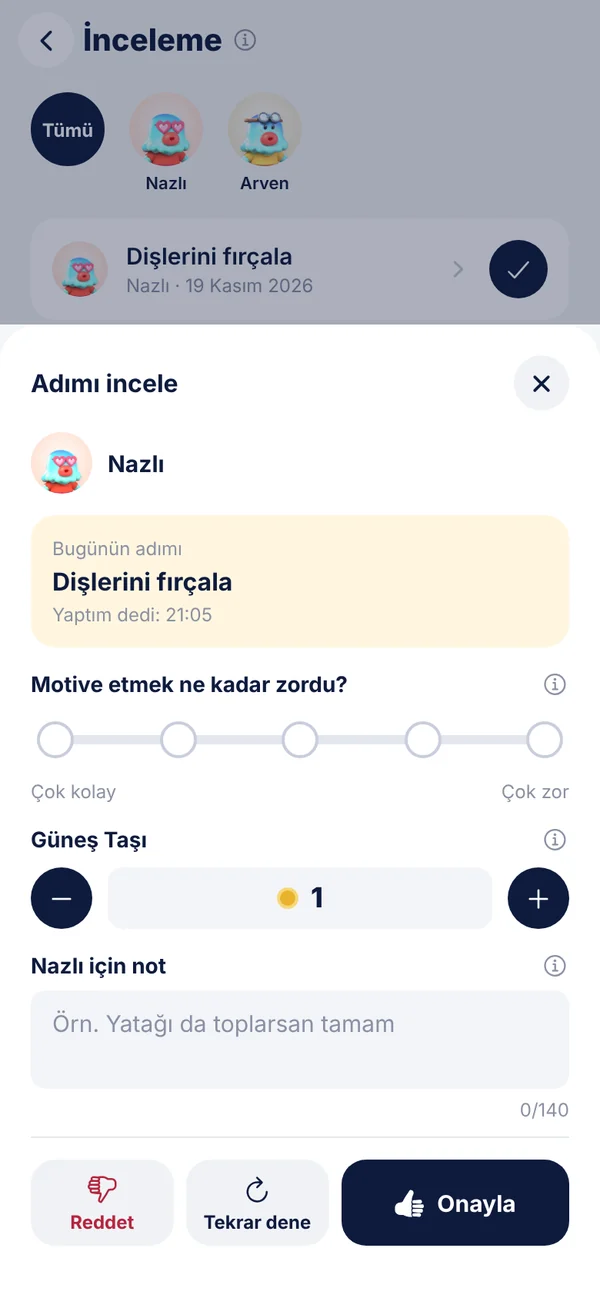 İnceleme
Tümü
Nazlı
Arven
Dişlerini fırçala
Nazlı · 19 Kasım 2026
Adımı incele
Nazlı
Bugünün adımı
Dişlerini fırçala
Yaptım dedi: 21:05
Motive etmek ne kadar zordu?
Çok kolay
Çok zor
Güneş Taşı
1
Nazlı için not
Örn. Yatağı da toplarsan tamam
0/140
Reddet
Tekrar dene
Onayla